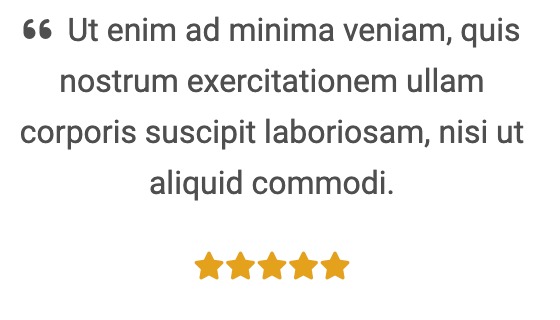 “ Ut enim ad minima veniam, quis
nostrum exercitationem ullam
corporis suscipit laboriosam, nisi ut
aliquid commodi.